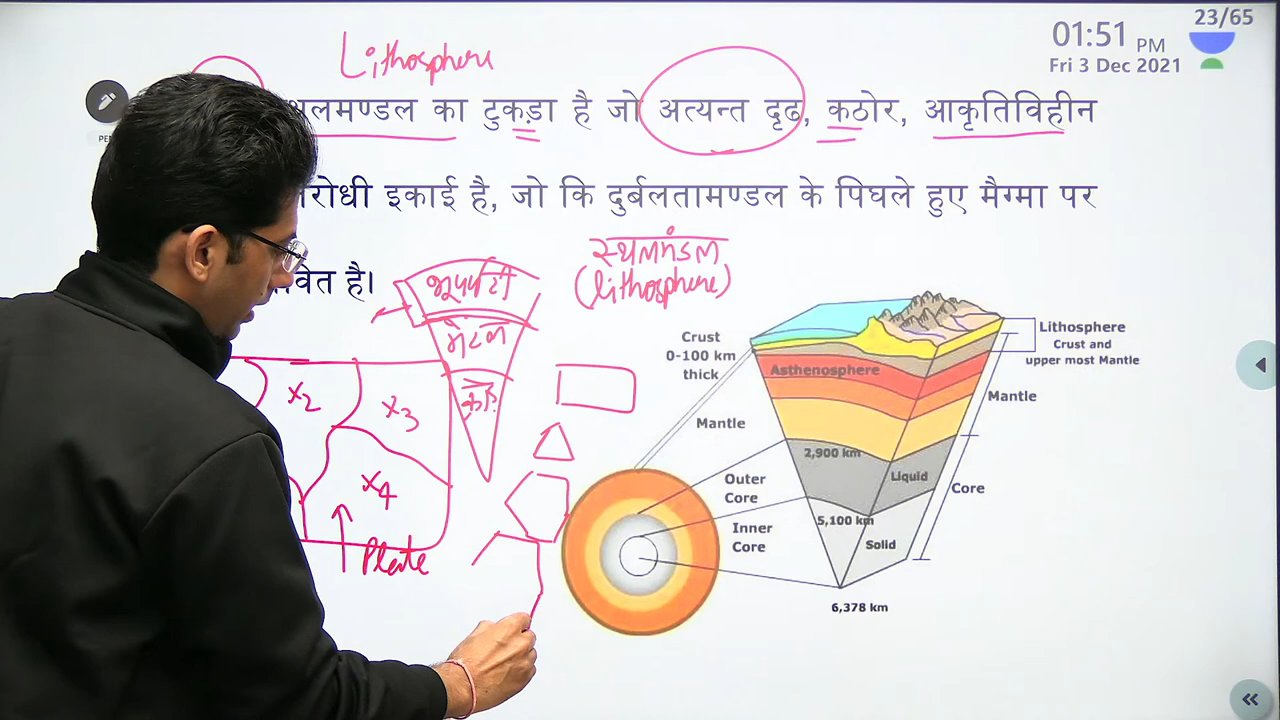 23/65
01:51 PM
Fri 3 Dec 2021
Lithosphere
थलमण्डल का टुकड़ा है जो अत्यन्त दृढ, कठोर, आकृतिविहीन
रोधी इकाई है, जो कि दुर्बलतामण्डल के पिघले हुए मैग्मा पर
है।
स्थलमंडल
(lithosphere)
भूपर्पटी
मेंटल
कोर
x2
x3
x4
Plate
Crust
0-100 km
thick
Asthenosphere
Lithosphere
Crust and
upper most Mantle
Mantle
Mantle
2,900 km
Outer
Core
Liquid
Core
Inner
Core
5,100 km
Solid
6,378 km